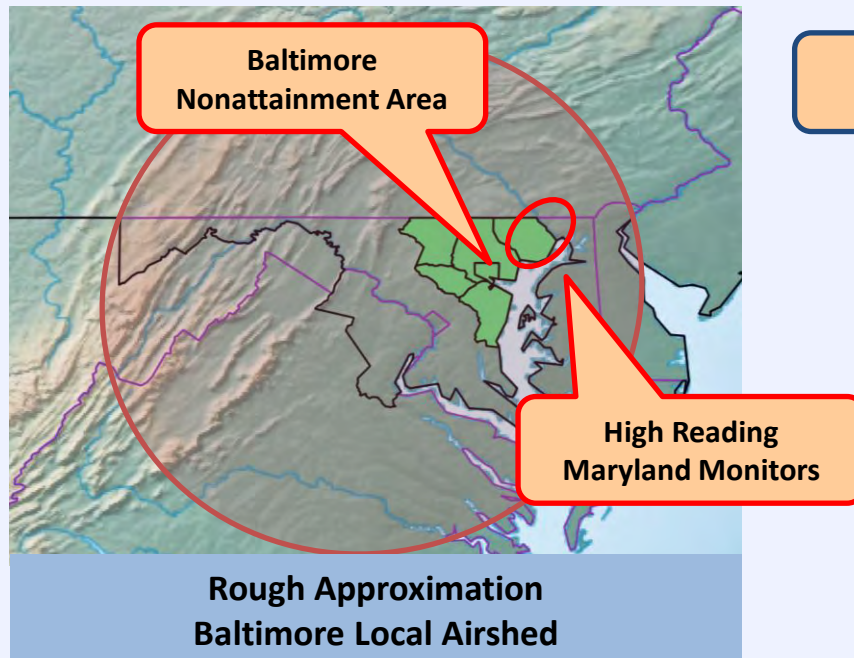 Baltimore
Nonattainment Area
High Reading
Maryland Monitors
Rough Approximation
Baltimore Local Airshed